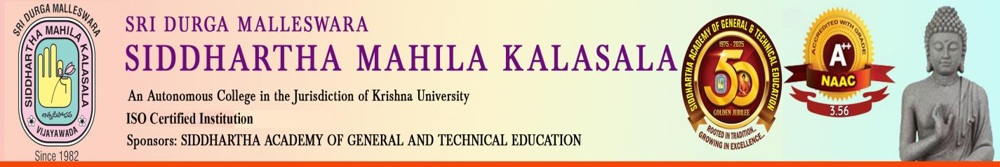 SRI DURGA MALLESWARA
SIDDHARTHA MAHILA KALASALA
VIJAYAWADA
Since 1982
SRI DURGA MALLESWARA
SIDDHARTHA MAHILA KALASALA
An Autonomous College in the Jurisdiction of Krishna University
ISO Certified Institution
Sponsors: SIDDHARTHA ACADEMY OF GENERAL AND TECHNICAL EDUCATION
SIDDHARTHA ACADEMY OF GENERAL & TECHNICAL EDUCATION
1975 - 2025
50
GOLDEN JUBILEE
ROOTED IN TRADITION..
GROWING IN EXCELLENCE..
ACCREDITED WITH GRADE
A++
NAAC
3.56